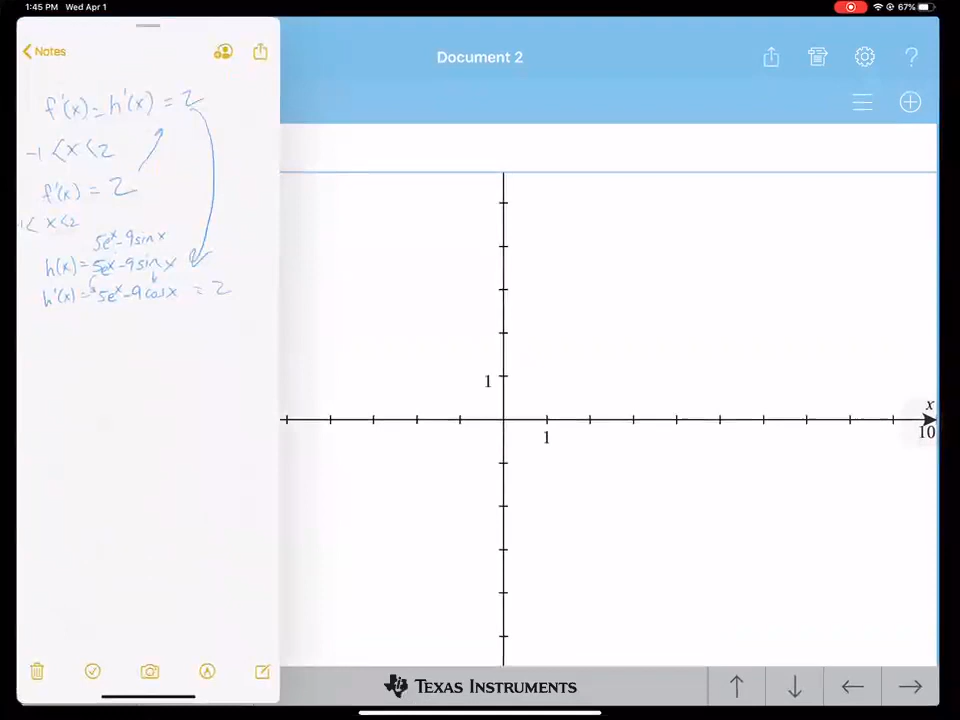 1:45 PM Wed Apr 1
67%
Notes
Document 2
f'(x) = h'(x) = 2
-1 < x < 2
f'(x) = 2
-1 < x < 2
5e^x - 9sin x
h(x) = 5e^x - 9sin x
h'(x) = 5e^x - 9cos x = 2
1
x
1
10
TEXAS INSTRUMENTS